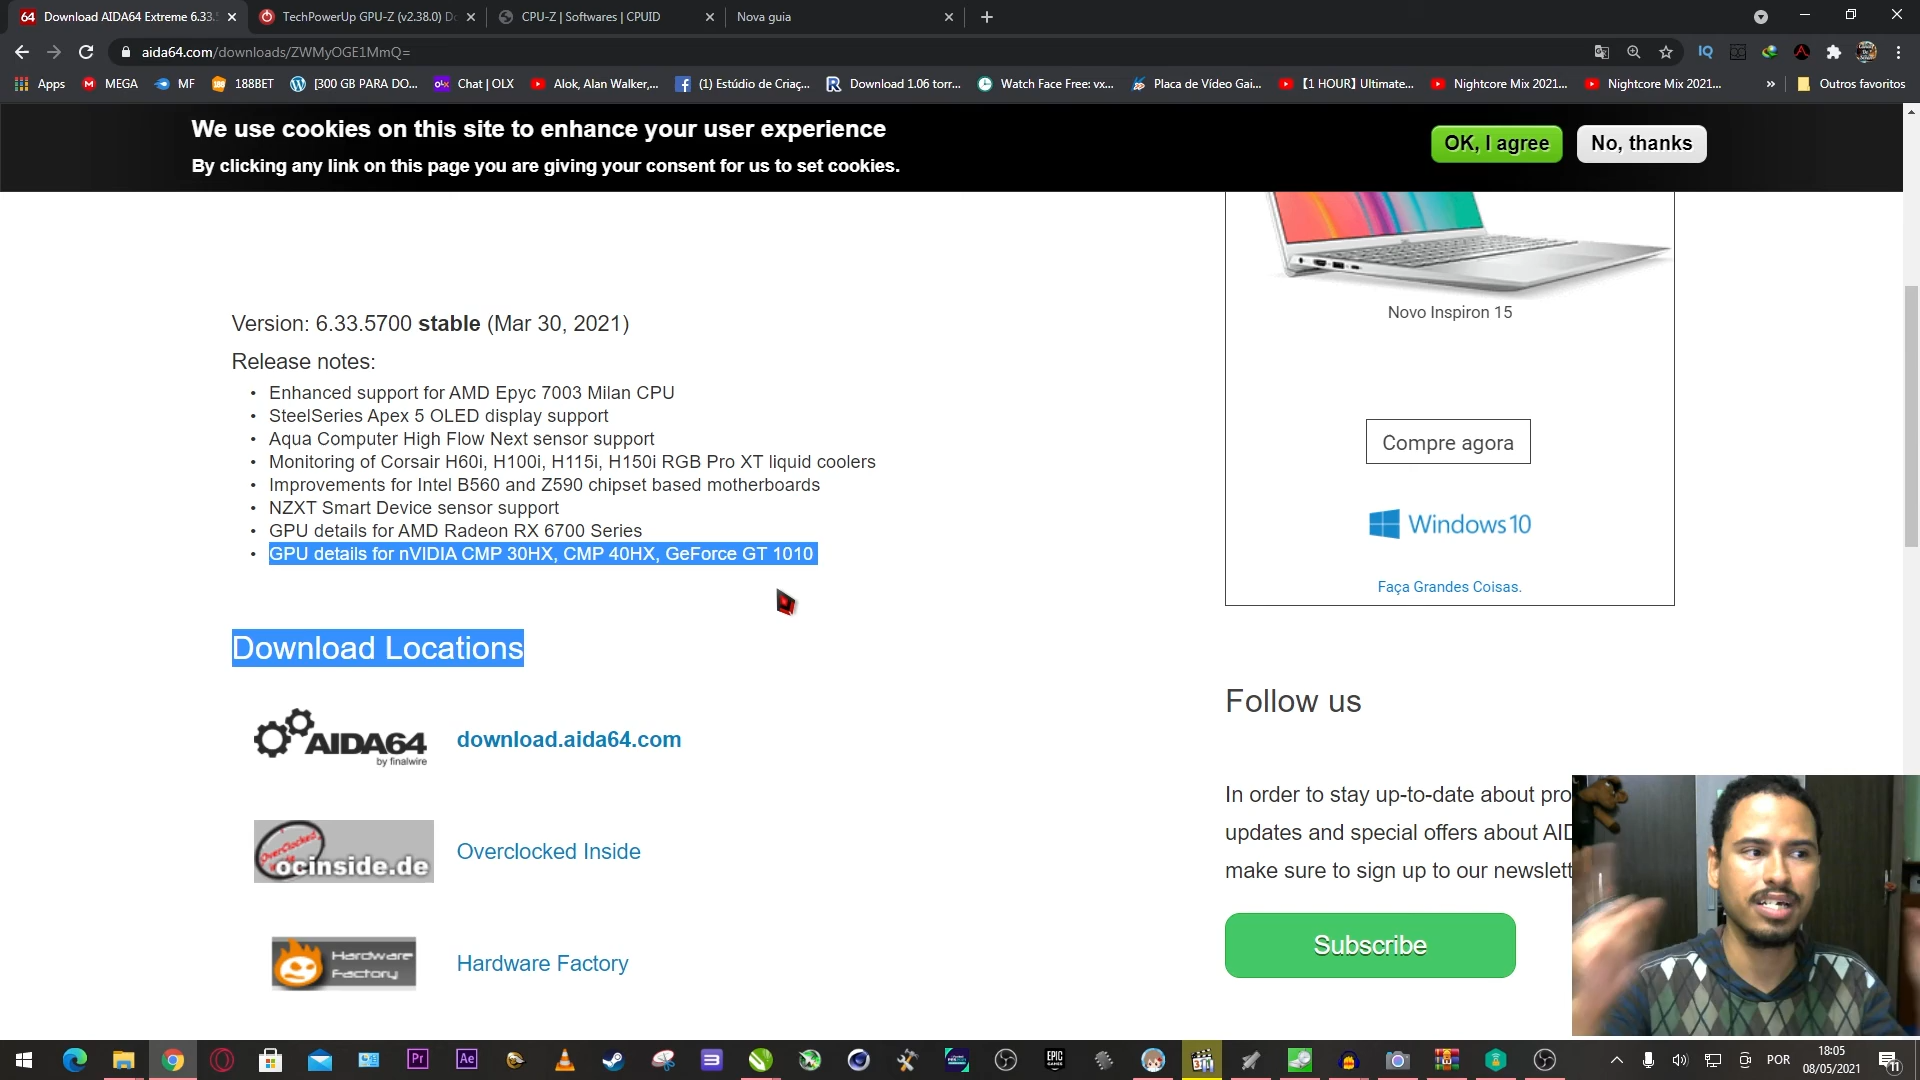 Download AIDA64 Extreme 6.33.
TechPowerUp GPU-Z (v2.38.0) Do
CPU-Z | Softwares | CPUID
Nova guia
aida64.com/downloads/ZWMyOGE1MmQ=
Apps
MEGA
MF
188BET
[300 GB PARA DO...
Chat | OLX
Alok, Alan Walker,...
(1) Estúdio de Criaç...
Download 1.06 torr...
Watch Face Free: vx...
Placa de Vídeo Gai...
【1 HOUR】Ultimate...
Nightcore Mix 2021...
Nightcore Mix 2021...
»
Outros favoritos
We use cookies on this site to enhance your user experience
By clicking any link on this page you are giving your consent for us to set cookies.
OK, I agree
No, thanks
Version: 6.33.5700 stable (Mar 30, 2021)
Release notes:
• Enhanced support for AMD Epyc 7003 Milan CPU
• SteelSeries Apex 5 OLED display support
• Aqua Computer High Flow Next sensor support
• Monitoring of Corsair H60i, H100i, H115i, H150i RGB Pro XT liquid coolers
• Improvements for Intel B560 and Z590 chipset based motherboards
• NZXT Smart Device sensor support
• GPU details for AMD Radeon RX 6700 Series
• GPU details for nVIDIA CMP 30HX, CMP 40HX, GeForce GT 1010
Novo Inspiron 15
Compre agora
Windows10
Faça Grandes Coisas.
Download Locations
AIDA64
by finalwire
download.aida64.com
OverClocked
ocinside.de
Overclocked Inside
Hardware
Factory
Hardware Factory
Follow us
In order to stay up-to-date about pro
updates and special offers about AID
make sure to sign up to our newslett
Subscribe
POR
18:05
08/05/2021
11